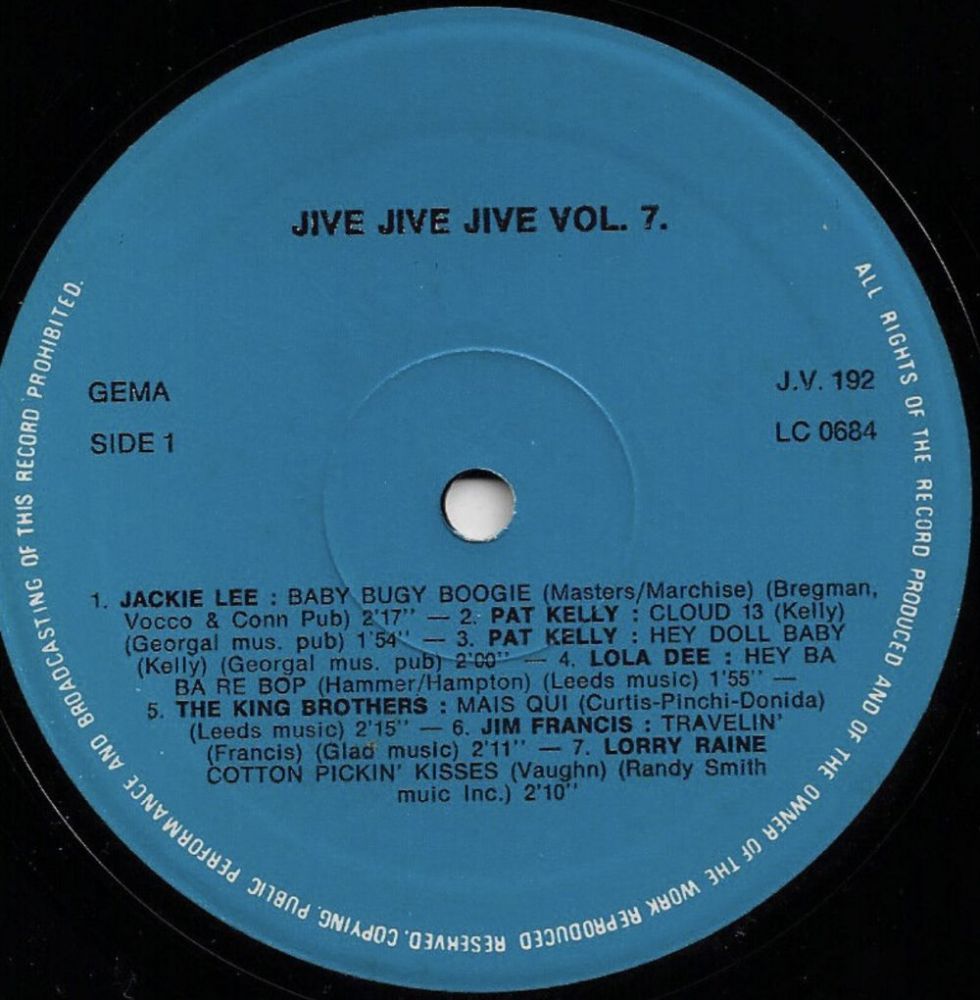 JIVE JIVE JIVE VOL. 7.
GEMA
SIDE 1
J.V. 192
LC 0684
1. JACKIE LEE : BABY BUGY BOOGIE (Masters/Marchise) (Bregman,
Vocco & Conn Pub) 2'17'' — 2. PAT KELLY : CLOUD 13 (Kelly)
(Georgal mus. pub) 1'54'' — 3. PAT KELLY : HEY DOLL BABY
(Kelly) (Georgal mus. pub) 2'00'' — 4. LOLA DEE : HEY BA
BA RE BOP (Hammer/Hampton) (Leeds music) 1'55'' —
5. THE KING BROTHERS : MAIS QUI (Curtis-Pinchi-Donida)
(Leeds music) 2'15'' — 6. JIM FRANCIS : TRAVELIN'
(Francis) (Glad music) 2'11'' — 7. LORRY RAINE
COTTON PICKIN' KISSES (Vaughn) (Randy Smith
muic Inc.) 2'10''
ALL RIGHTS OF THE RECORD PRODUCED AND OF THE OWNER OF THE WORK REPRODUCED RESERVED. COPYING. PUBLIC PERFORMANCE AND BROADCASTING OF THIS RECORD PROHIBITED.